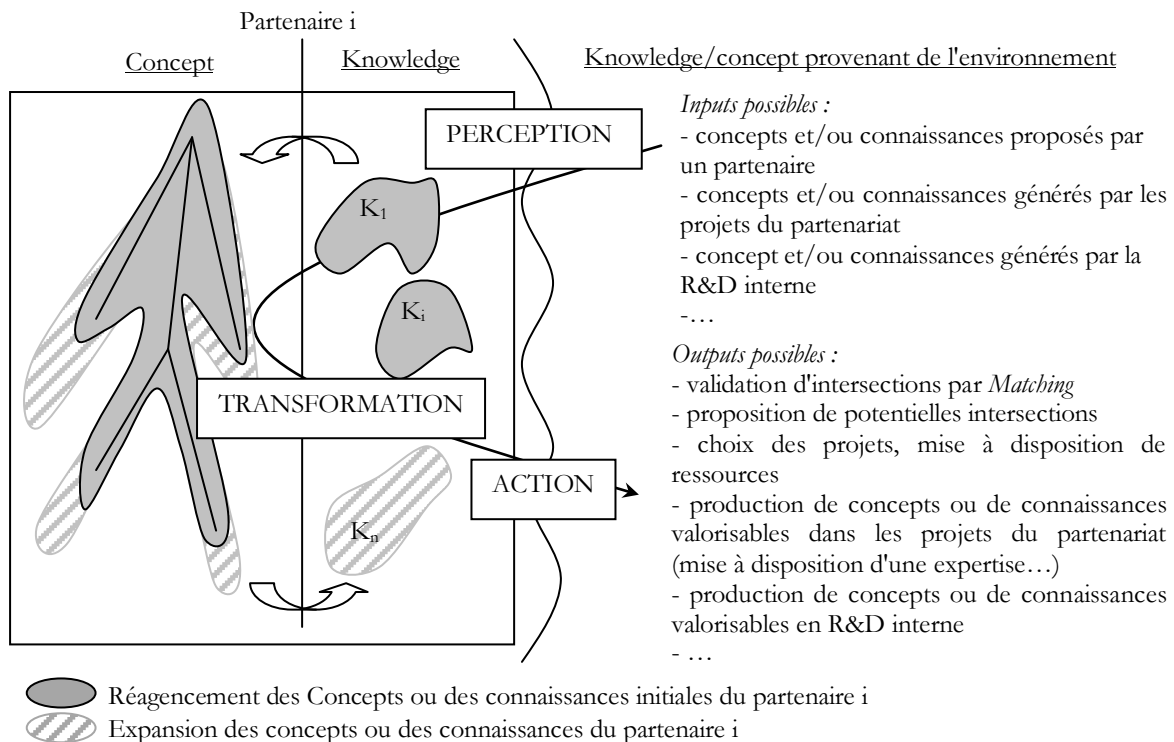 Partenaire i
Concept
Knowledge
Knowledge/concept provenant de l'environnement
PERCEPTION
K1
Ki
TRANSFORMATION
ACTION
Kn
Inputs possibles :
- concepts et/ou connaissances proposés par
un partenaire
- concepts et/ou connaissances générés par les
projets du partenariat
- concept et/ou connaissances générés par la
R&D interne
-…
Outputs possibles :
- validation d'intersections par Matching
- proposition de potentielles intersections
- choix des projets, mise à disposition de
ressources
- production de concepts ou de connaissances
valorisables dans les projets du partenariat
(mise à disposition d'une expertise…)
- production de concepts ou de connaissances
valorisables en R&D interne
- …
Réagencement des Concepts ou des connaissances initiales du partenaire i
Expansion des concepts ou des connaissances du partenaire i